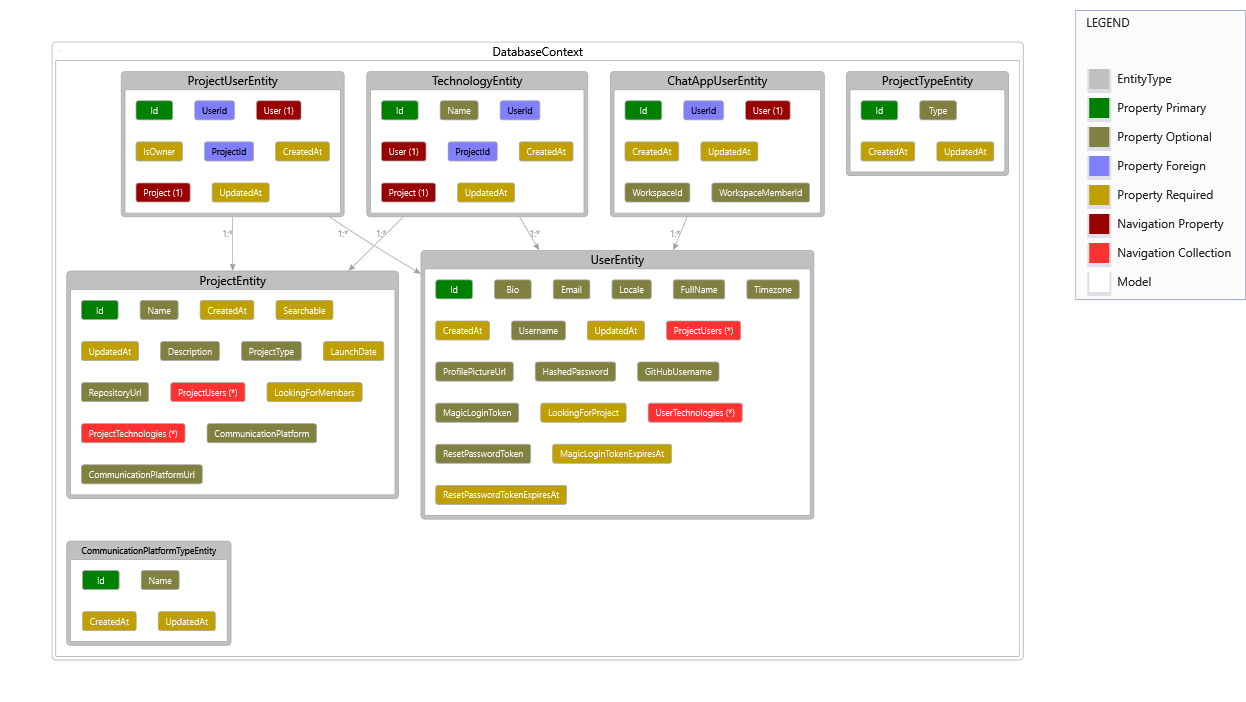 DatabaseContext
ProjectUserEntity
Id UserId User (1)
IsOwner ProjectId CreatedAt
Project (1) UpdatedAt
TechnologyEntity
Id Name UserId
User (1) ProjectId CreatedAt
Project (1) UpdatedAt
ChatAppUserEntity
Id UserId User (1)
CreatedAt UpdatedAt
WorkspaceId WorkspaceMemberId
ProjectTypeEntity
Id Type
CreatedAt UpdatedAt
1:* 1:* 1:* 1:* 1:*
ProjectEntity
Id Name CreatedAt Searchable
UpdatedAt Description ProjectType LaunchDate
RepositoryUrl ProjectUsers (*) LookingForMembers
ProjectTechnologies (*) CommunicationPlatform
CommunicationPlatformUrl
UserEntity
Id Bio Email Locale FullName Timezone
CreatedAt Username UpdatedAt ProjectUsers (*)
ProfilePictureUrl HashedPassword GitHubUsername
MagicLoginToken LookingForProject UserTechnologies (*)
ResetPasswordToken MagicLoginTokenExpiresAt
ResetPasswordTokenExpiresAt
CommunicationPlatformTypeEntity
Id Name
CreatedAt UpdatedAt
LEGEND
EntityType
Property Primary
Property Optional
Property Foreign
Property Required
Navigation Property
Navigation Collection
Model